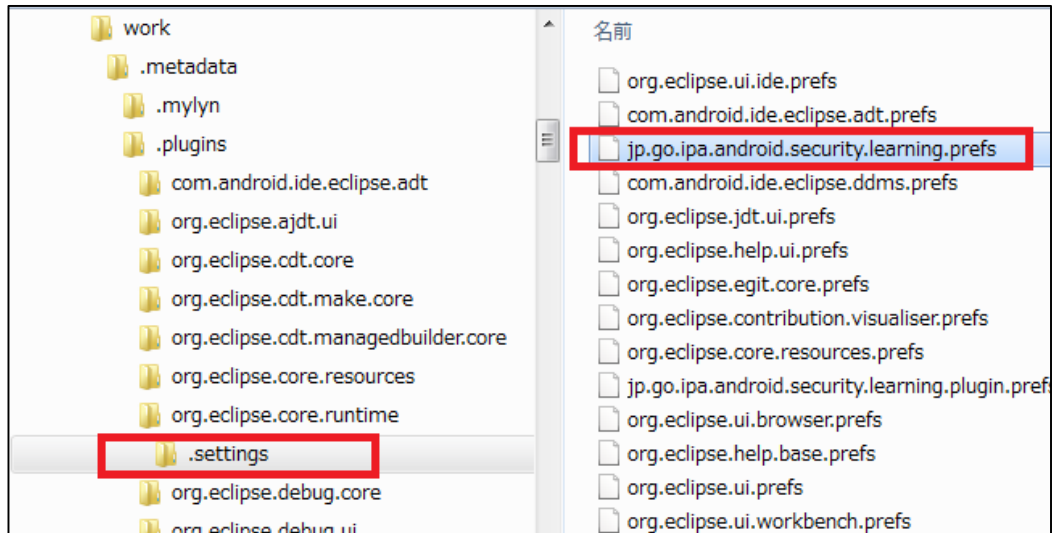 work
.metadata
.mylyn
.plugins
com.android.ide.eclipse.adt
org.eclipse.ajdt.ui
org.eclipse.cdt.core
org.eclipse.cdt.make.core
org.eclipse.cdt.managedbuilder.core
org.eclipse.core.resources
org.eclipse.core.runtime
.settings
org.eclipse.debug.core
org.eclipse.debug.ui
名前
org.eclipse.ui.ide.prefs
com.android.ide.eclipse.adt.prefs
jp.go.ipa.android.security.learning.prefs
com.android.ide.eclipse.ddms.prefs
org.eclipse.jdt.ui.prefs
org.eclipse.help.ui.prefs
org.eclipse.egit.core.prefs
org.eclipse.contribution.visualiser.prefs
org.eclipse.core.resources.prefs
jp.go.ipa.android.security.learning.plugin.pref
org.eclipse.ui.browser.prefs
org.eclipse.help.base.prefs
org.eclipse.ui.prefs
org.eclipse.ui.workbench.prefs